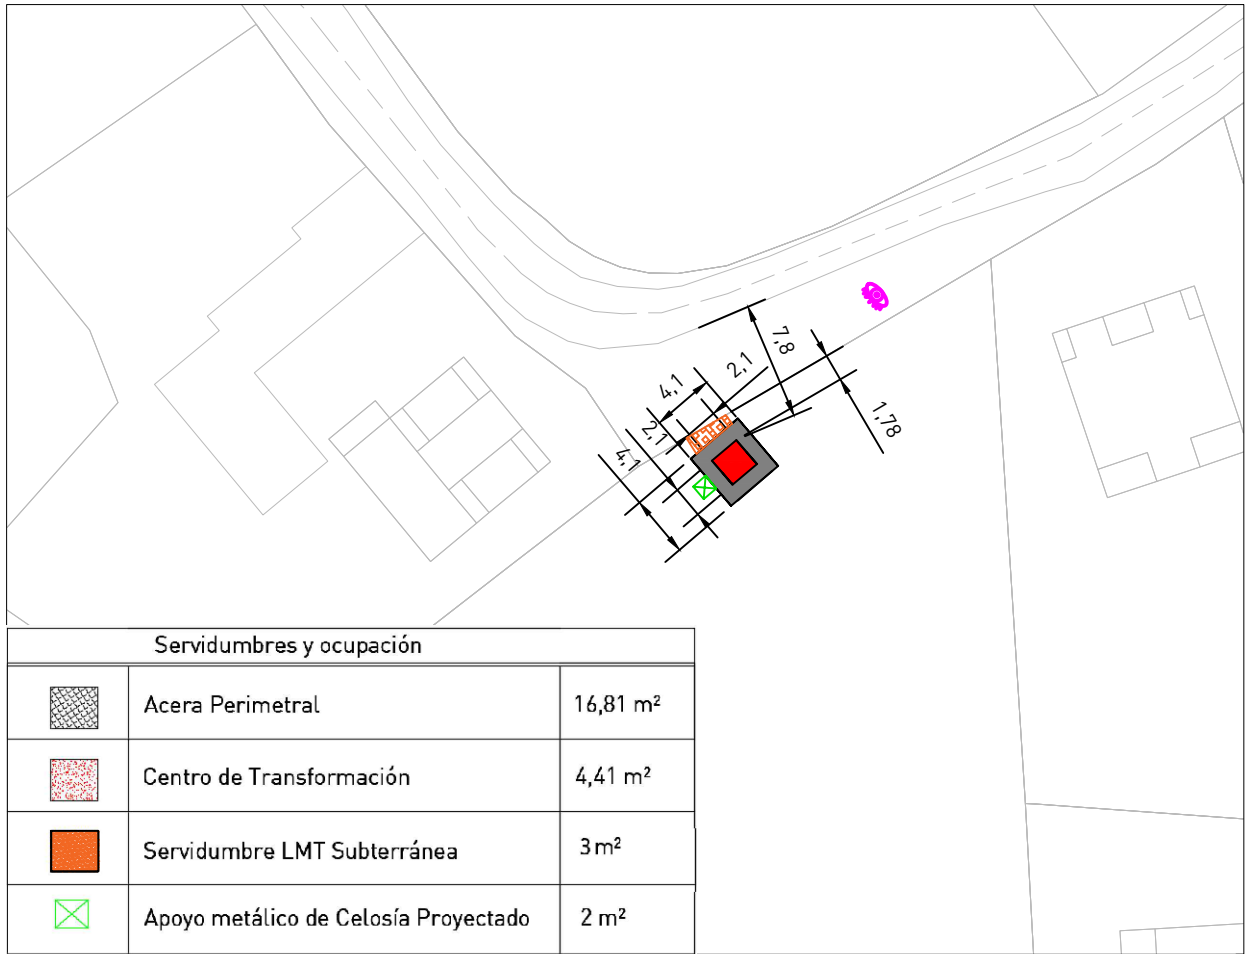 7,8
2,1
4,1
1,78
2,1
4,1
Servidumbres y ocupación
Acera Perimetral 16,81 m²
Centro de Transformación 4,41 m²
Servidumbre LMT Subterránea 3 m²
Apoyo metálico de Celosía Proyectado 2 m²